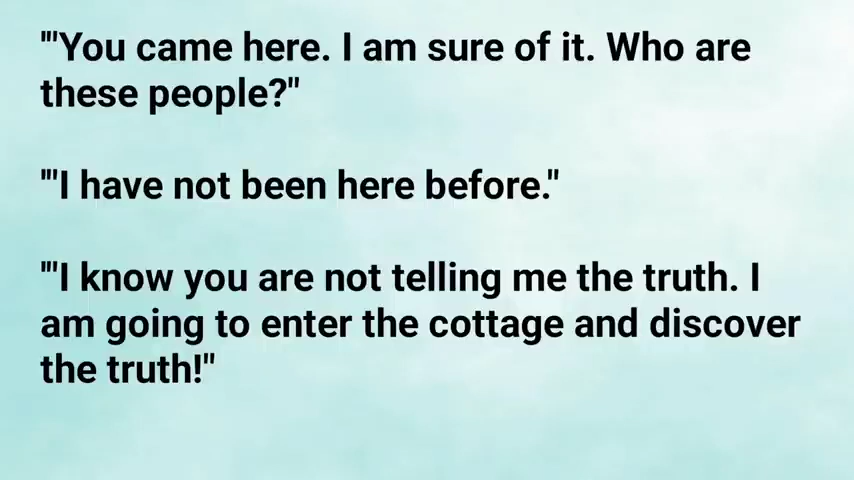 "'You came here. I am sure of it. Who are
these people?"
"'I have not been here before."
"'I know you are not telling me the truth. I
am going to enter the cottage and discover
the truth!"